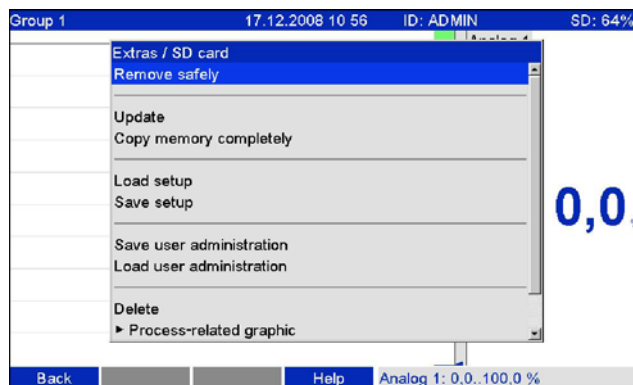 Group 1 17.12.2008 10 56 ID: ADMIN SD: 64%
Analog 1
Extras / SD card
Remove safely
Update
Copy memory completely
Load setup
Save setup
0,0
Save user administration
Load user administration
Delete
► Process-related graphic
Back Help Analog 1: 0,0..100,0 %